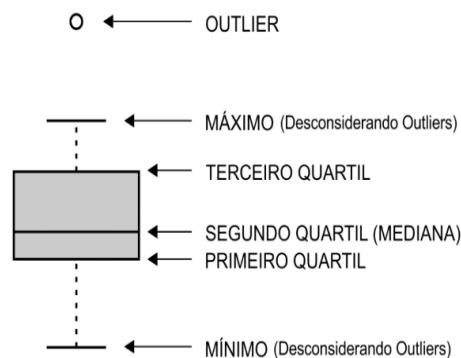 OUTLIER
MÁXIMO (Desconsiderando Outliers)
TERCEIRO QUARTIL
SEGUNDO QUARTIL (MEDIANA)
PRIMEIRO QUARTIL
MÍNIMO (Desconsiderando Outliers)